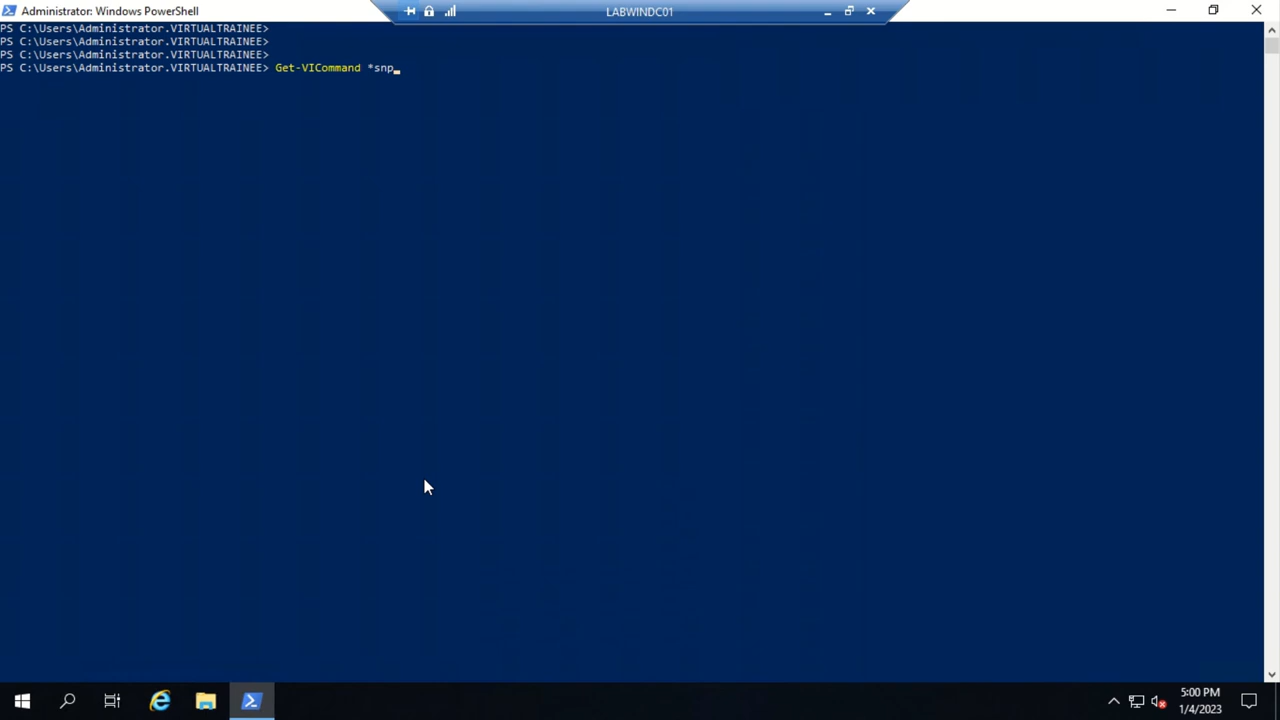 Administrator: Windows PowerShell
LABWINDC01
PS C:\Users\Administrator.VIRTUALTRAINEE>
PS C:\Users\Administrator.VIRTUALTRAINEE>
PS C:\Users\Administrator.VIRTUALTRAINEE>
PS C:\Users\Administrator.VIRTUALTRAINEE> Get-VICommand *snp_
5:00 PM
1/4/2023